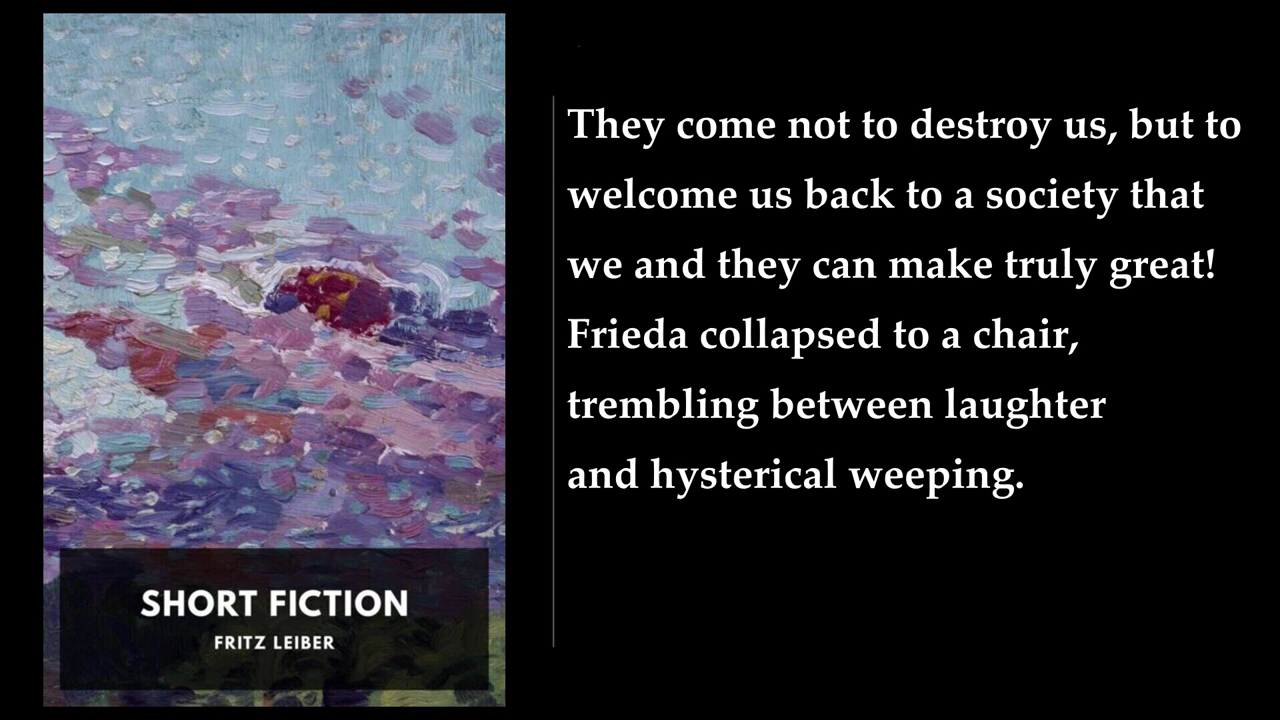 They come not to destroy us, but to
welcome us back to a society that
we and they can make truly great!
Frieda collapsed to a chair,
trembling between laughter
and hysterical weeping.
SHORT FICTION
FRITZ LEIBER